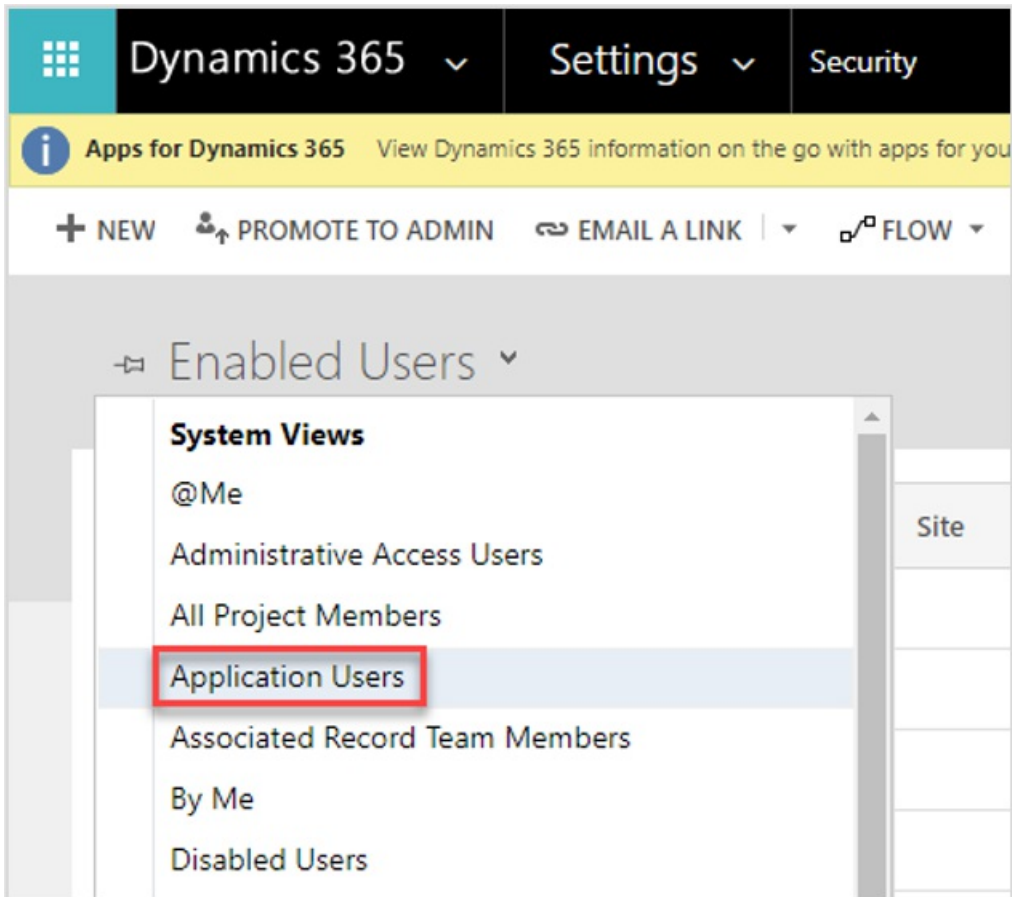 Dynamics 365 Settings Security
Apps for Dynamics 365 View Dynamics 365 information on the go with apps for you
NEW PROMOTE TO ADMIN EMAIL A LINK FLOW
Enabled Users
System Views
@Me
Administrative Access Users
Site
All Project Members
Application Users
Associated Record Team Members
By Me
Disabled Users